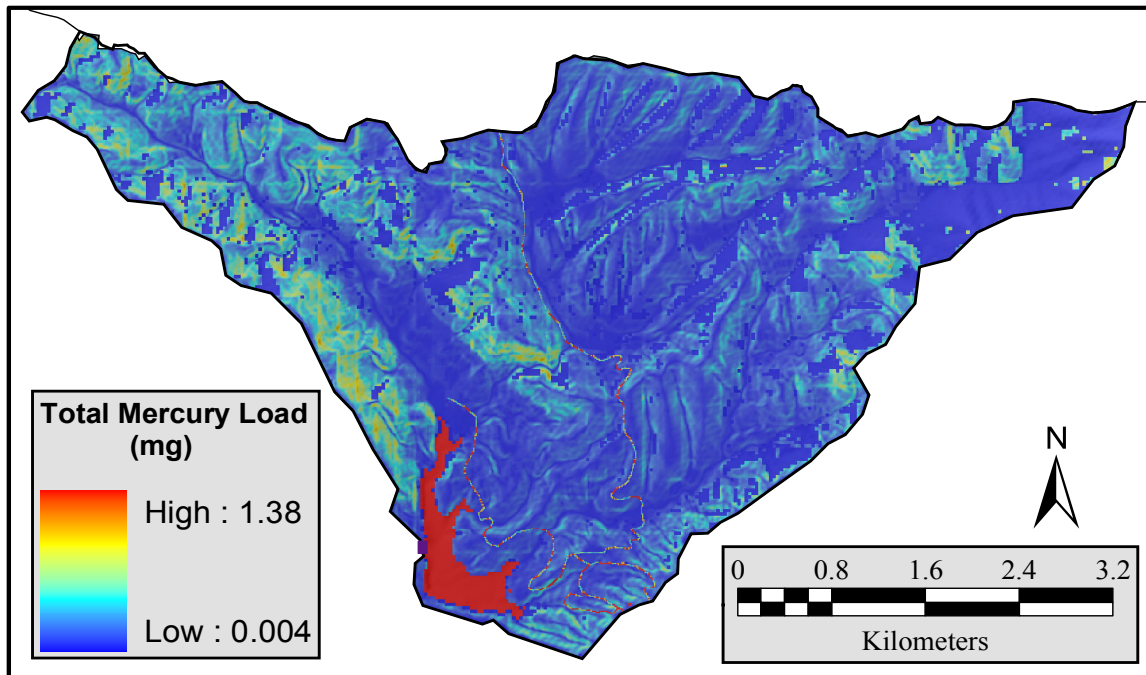 Total Mercury Load
(mg)
High : 1.38
Low : 0.004
N
0 0.8 1.6 2.4 3.2
Kilometers